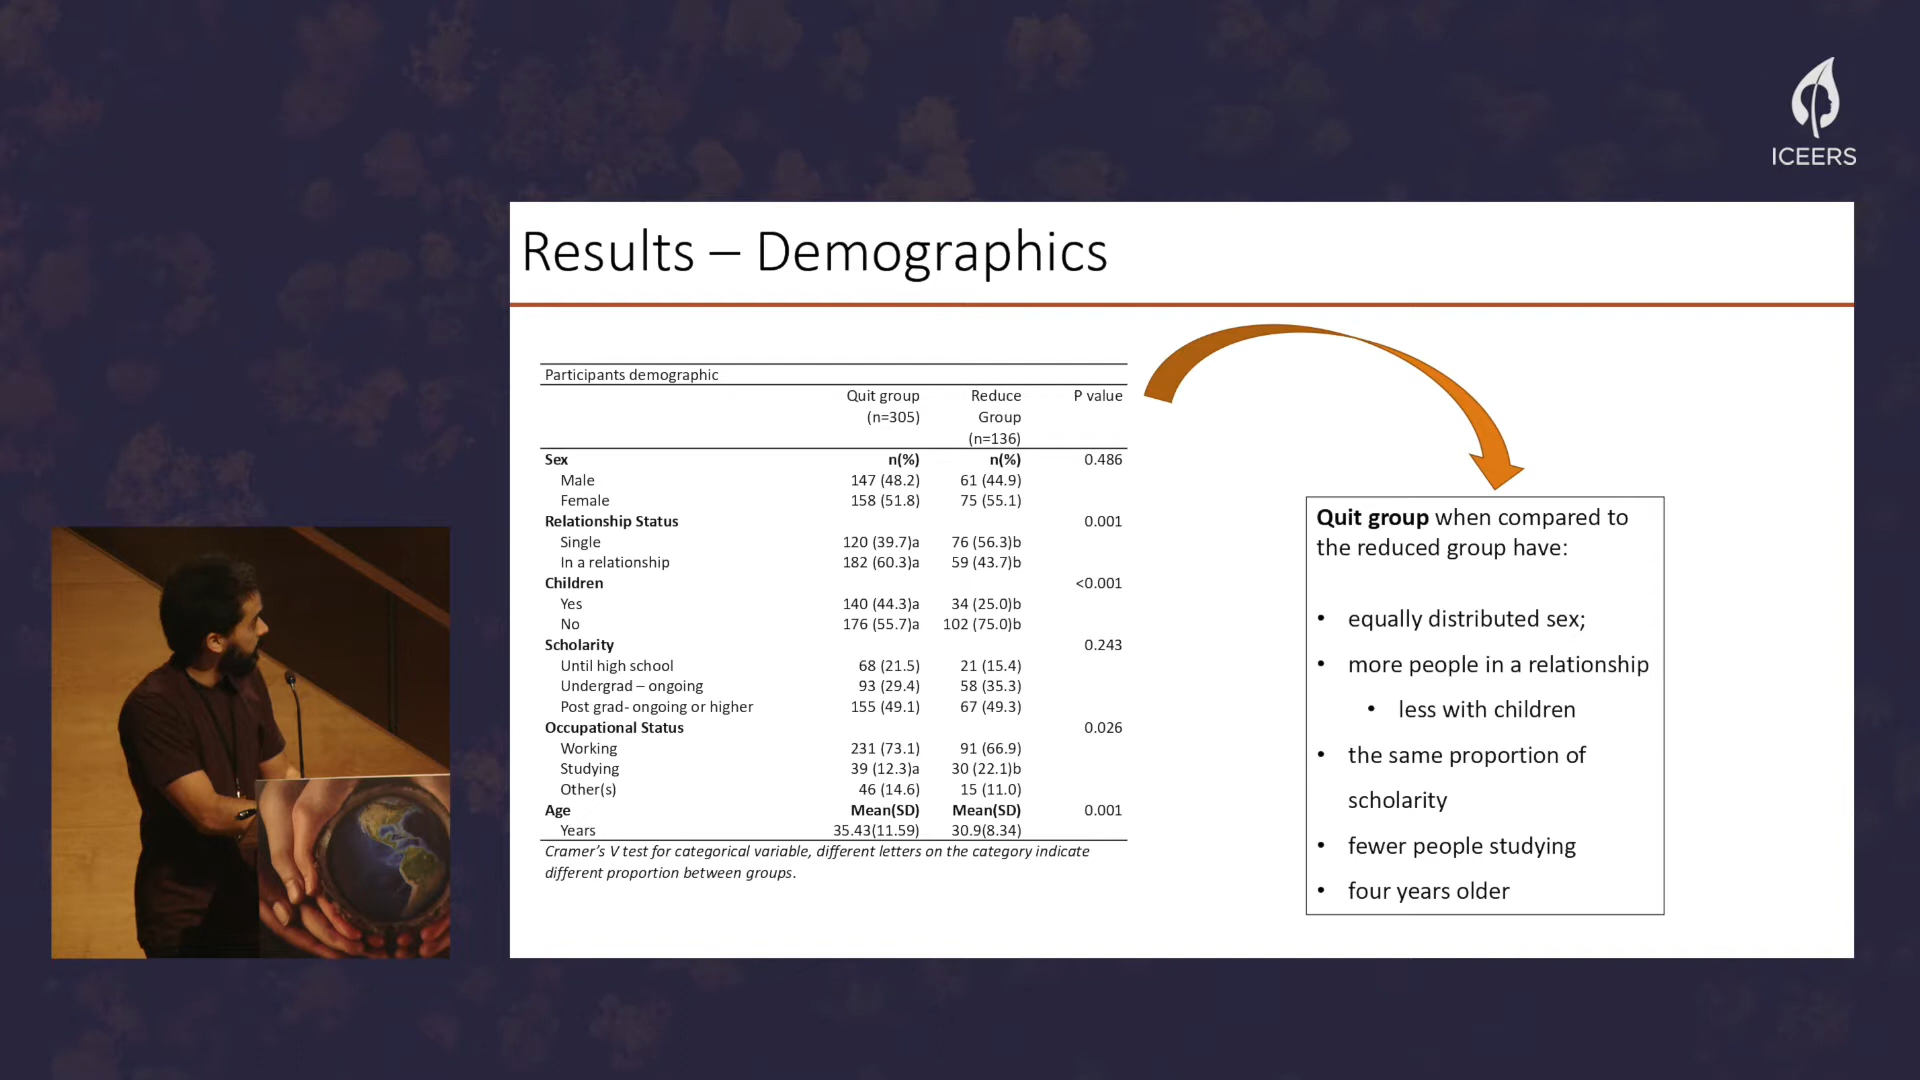 ICEERS
Results – Demographics
Participants demographic
Quit group Reduce P value
(n=305) Group
(n=136)
Sex n(%) n(%) 0.486
Male 147 (48.2) 61 (44.9)
Female 158 (51.8) 75 (55.1)
Relationship Status 0.001
Single 120 (39.7)a 76 (56.3)b
In a relationship 182 (60.3)a 59 (43.7)b
Children <0.001
Yes 140 (44.3)a 34 (25.0)b
No 176 (55.7)a 102 (75.0)b
Scholarity 0.243
Until high school 68 (21.5) 21 (15.4)
Undergrad – ongoing 93 (29.4) 58 (35.3)
Post grad- ongoing or higher 155 (49.1) 67 (49.3)
Occupational Status 0.026
Working 231 (73.1) 91 (66.9)
Studying 39 (12.3)a 30 (22.1)b
Other(s) 46 (14.6) 15 (11.0)
Age Mean(SD) Mean(SD) 0.001
Years 35.43(11.59) 30.9(8.34)
Cramer's V test for categorical variable, different letters on the category indicate
different proportion between groups.
Quit group when compared to
the reduced group have:
• equally distributed sex;
• more people in a relationship
• less with children
• the same proportion of
scholarity
• fewer people studying
• four years older